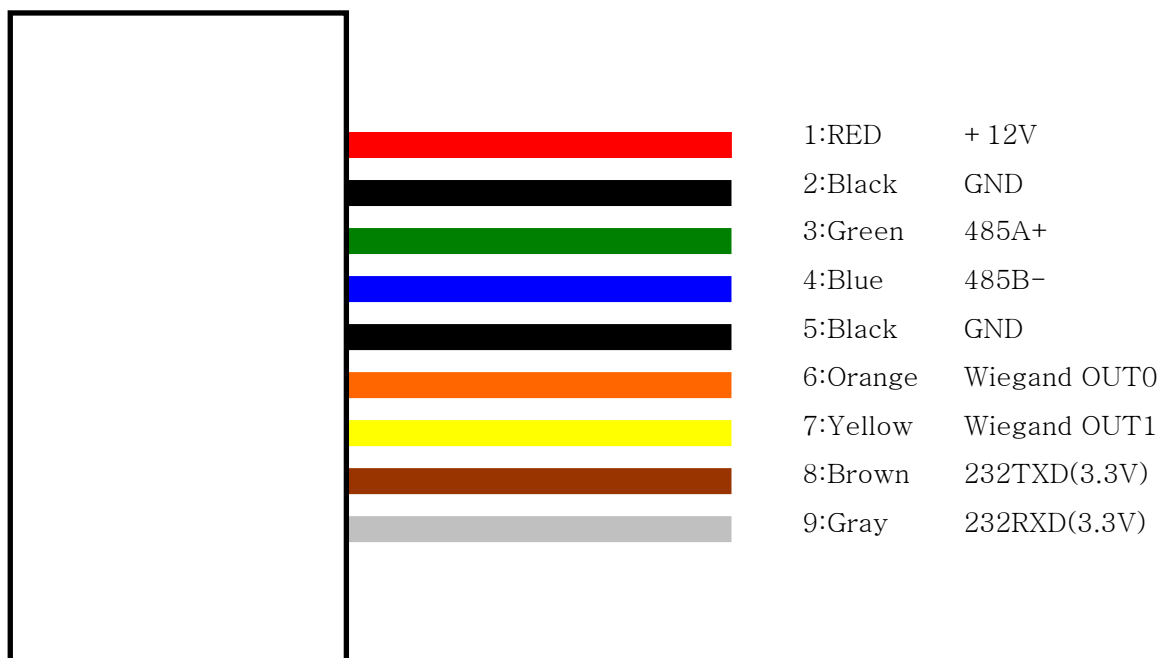 1:RED +12V
2:Black GND
3:Green 485A+
4:Blue 485B-
5:Black GND
6:Orange Wiegand OUT0
7:Yellow Wiegand OUT1
8:Brown 232TXD(3.3V)
9:Gray 232RXD(3.3V)